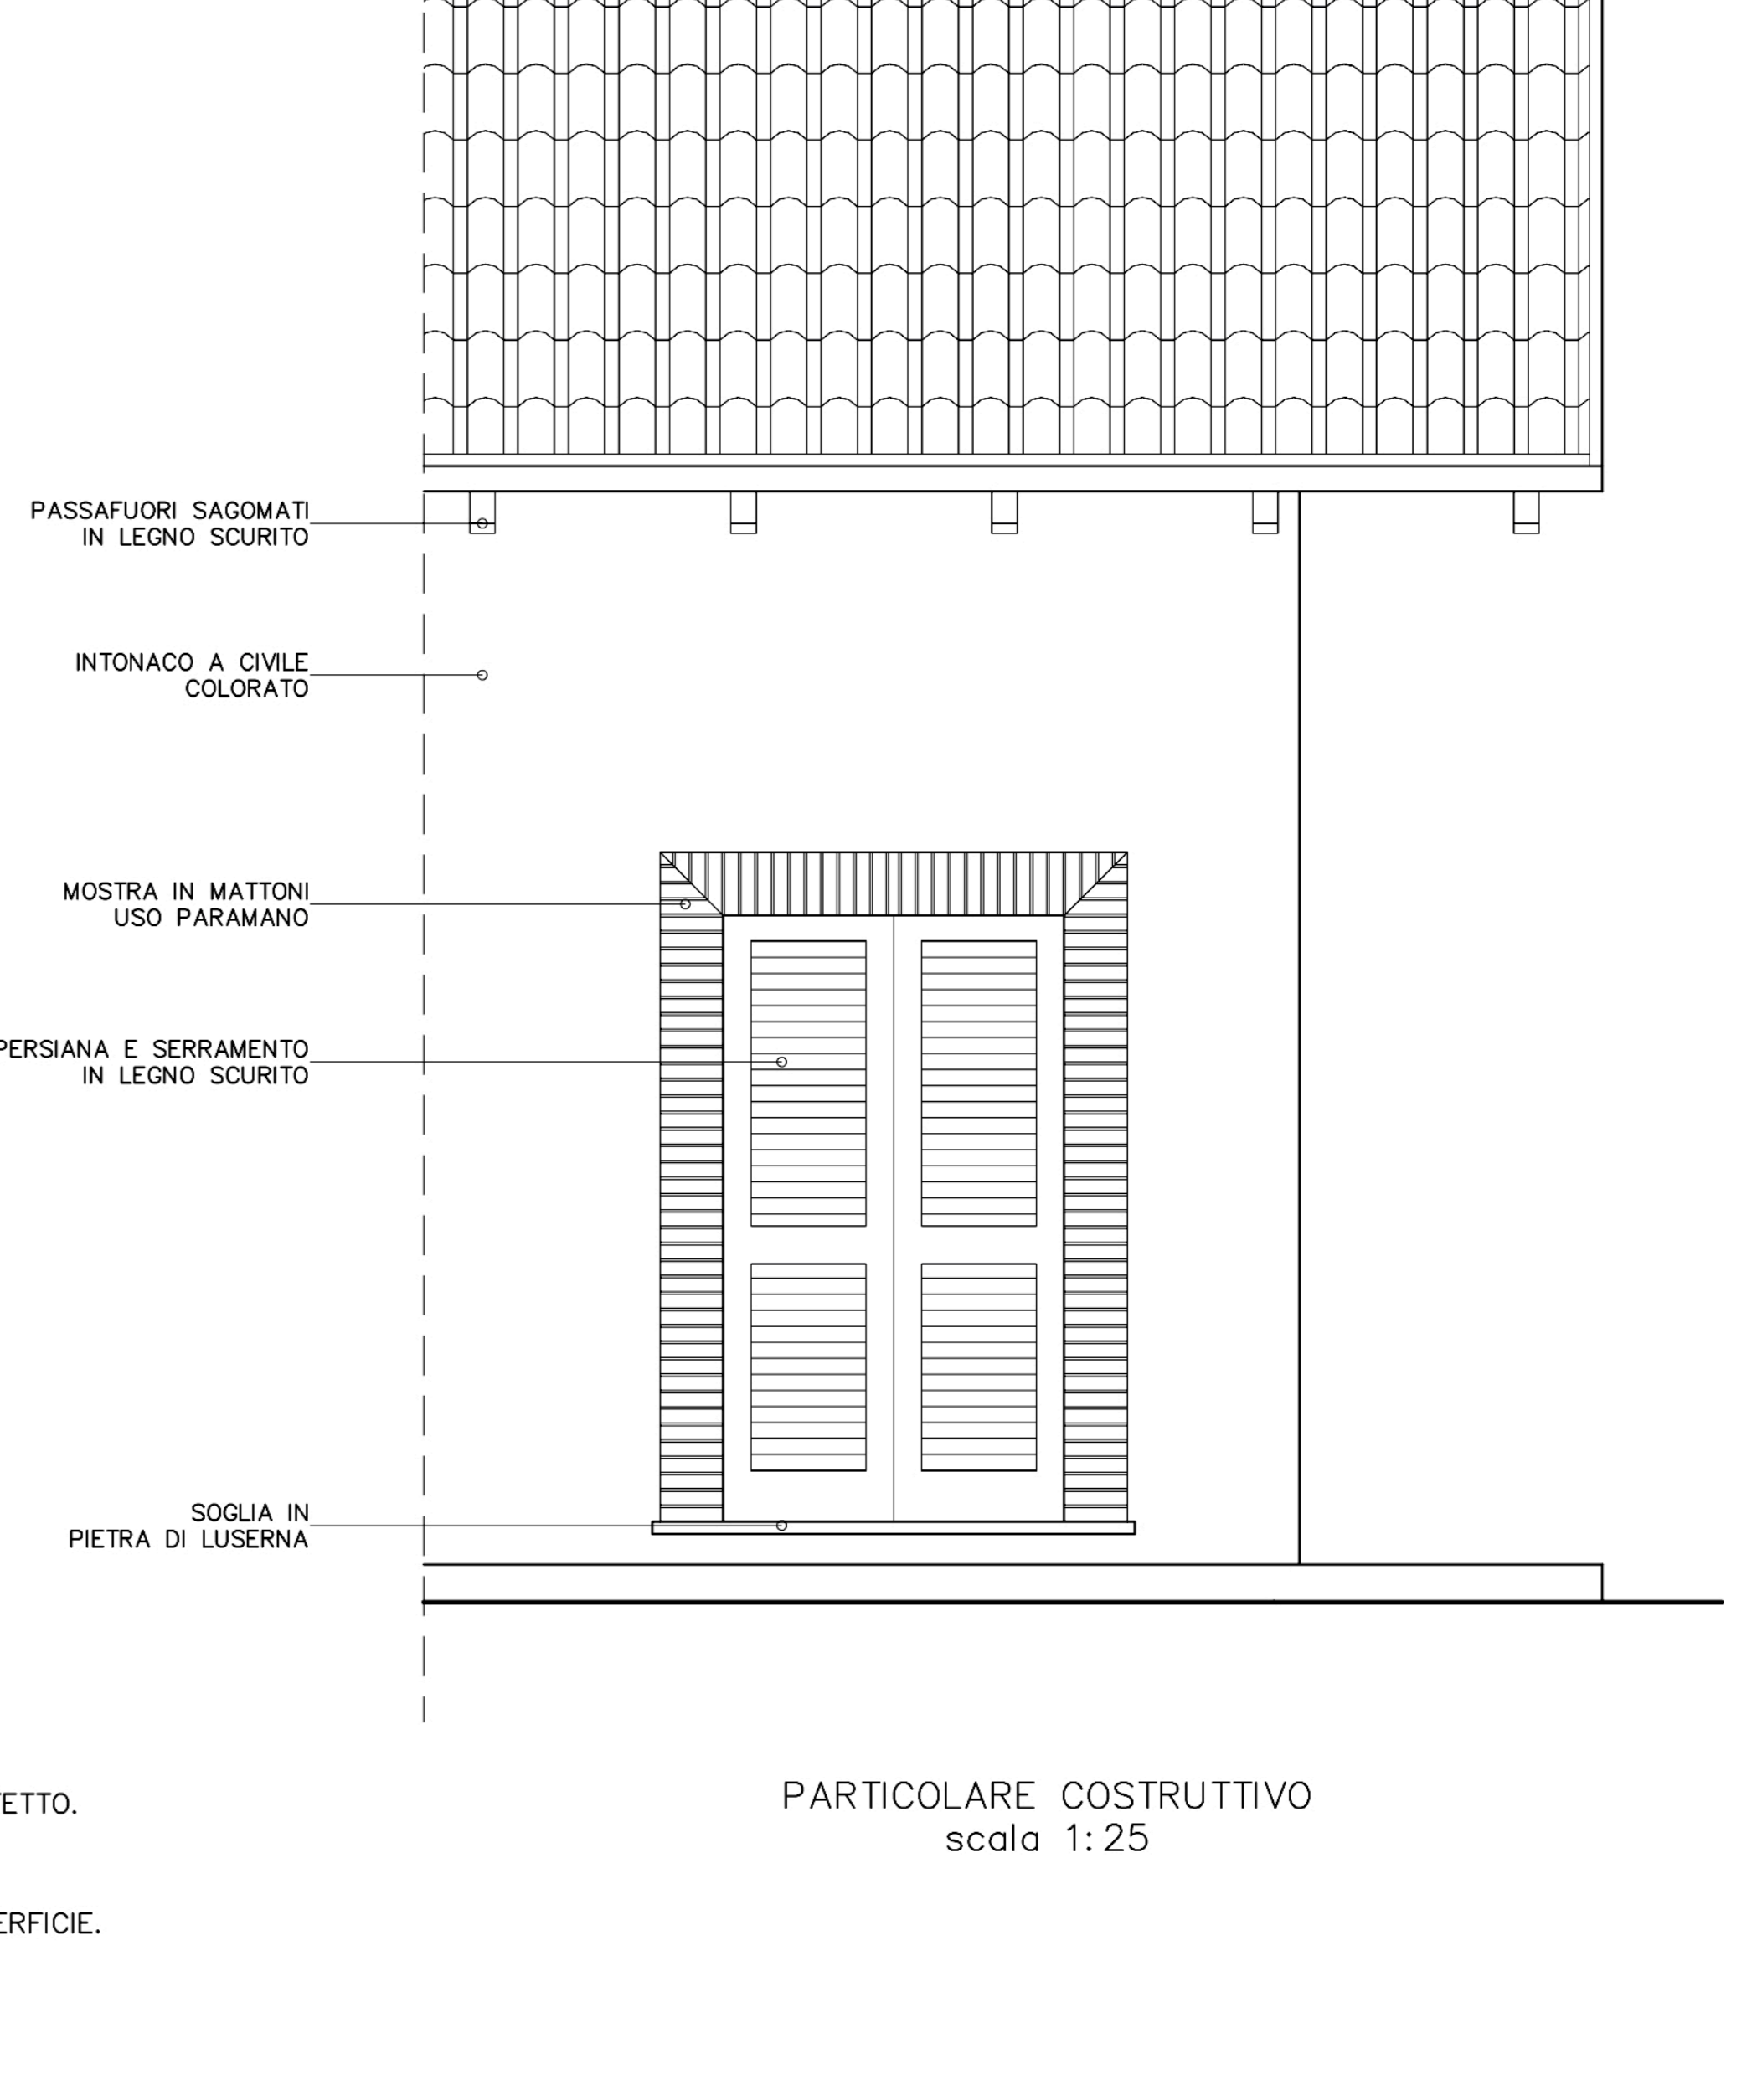 PASSAFUORI SAGOMATI
IN LEGNO SCURITO
INTONACO A CIVILE
COLORATO
MOSTRA IN MATTONI
USO PARAMANO
PERSIANA E SERRAMENTO
IN LEGNO SCURITO
SOGLIA IN
PIETRA DI LUSERNA
PARTICOLARE COSTRUTTIVO
scala 1:25